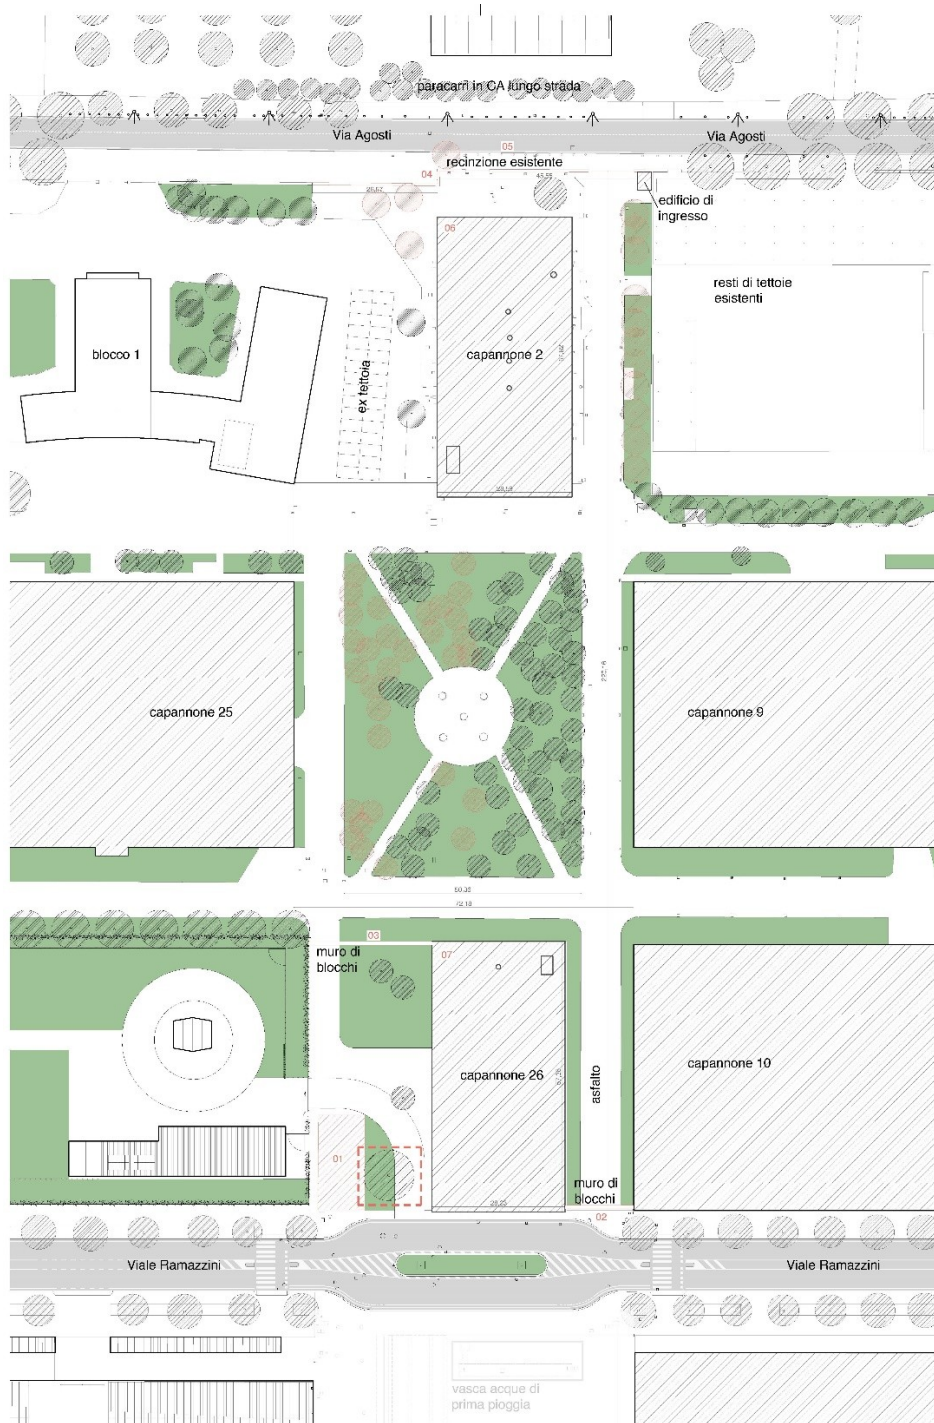 paracarri in CA lungo strada
Via Agosti
Via Agosti
05
recinzione esistente
04
edificio di
ingresso
06
resti di tettoie
esistenti
blocco 1
capannone 2
ex tettoia
capannone 25
capannone 9
03
muro di
blocchi
07
capannone 26
asfalto
capannone 10
01
muro di
blocchi
02
Viale Ramazzini
Viale Ramazzini
vasca acque di
prima pioggia